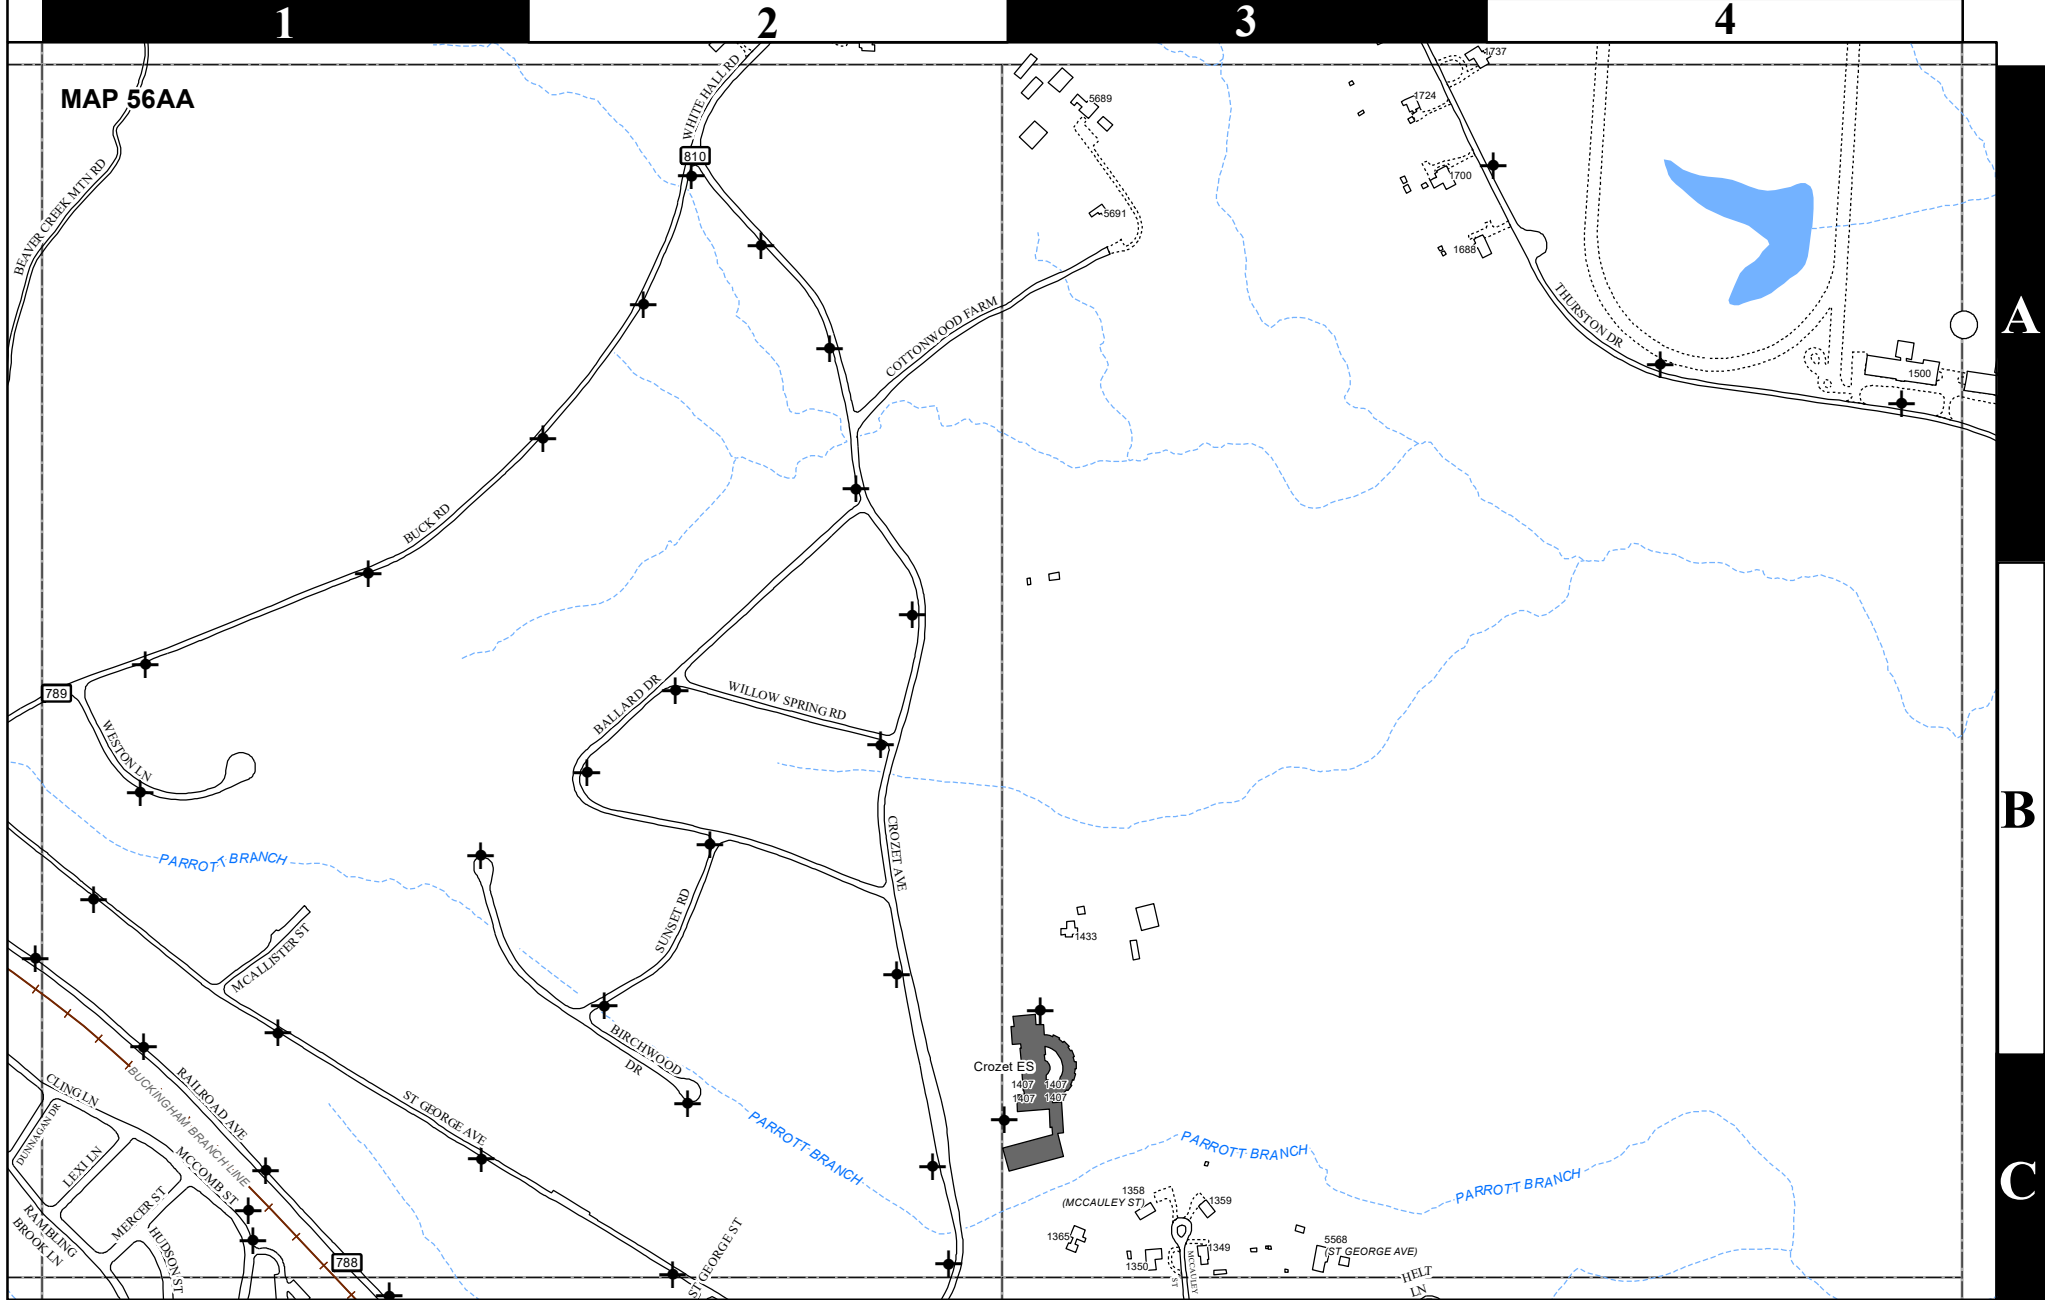 1
2
3
4
MAP 56AA
WHITE HALL RD
810
BEAVER CREEK MTN RD
5689
5691
1737
1724
1700
1688
THURSTON DR
1500
A
COTTONWOOD FARM
BUCK RD
789
WESTON LN
BALLARD DR
WILLOW SPRING RD
CROZET AVE
B
PARROTT BRANCH
MCALLISTER ST
SUNSET RD
1433
BIRCHWOOD
DR
Crozet ES
1407 1407
1407 1407
CLING LN
DUNNAGAN DR
LEXI LN
BUCKINGHAM BRANCH LINE
RAILROAD AVE
MCCOMB ST
MERCER ST
HUDSON ST
RAMBLING
BROOK LN
788
ST GEORGE AVE
ST GEORGE ST
PARROTT BRANCH
PARROTT BRANCH
PARROTT BRANCH
C
1358
(MCCAULEY ST)
1359
1365
1350
1349
MCCAULEY
ST
5568
(ST GEORGE AVE)
HELT
LN